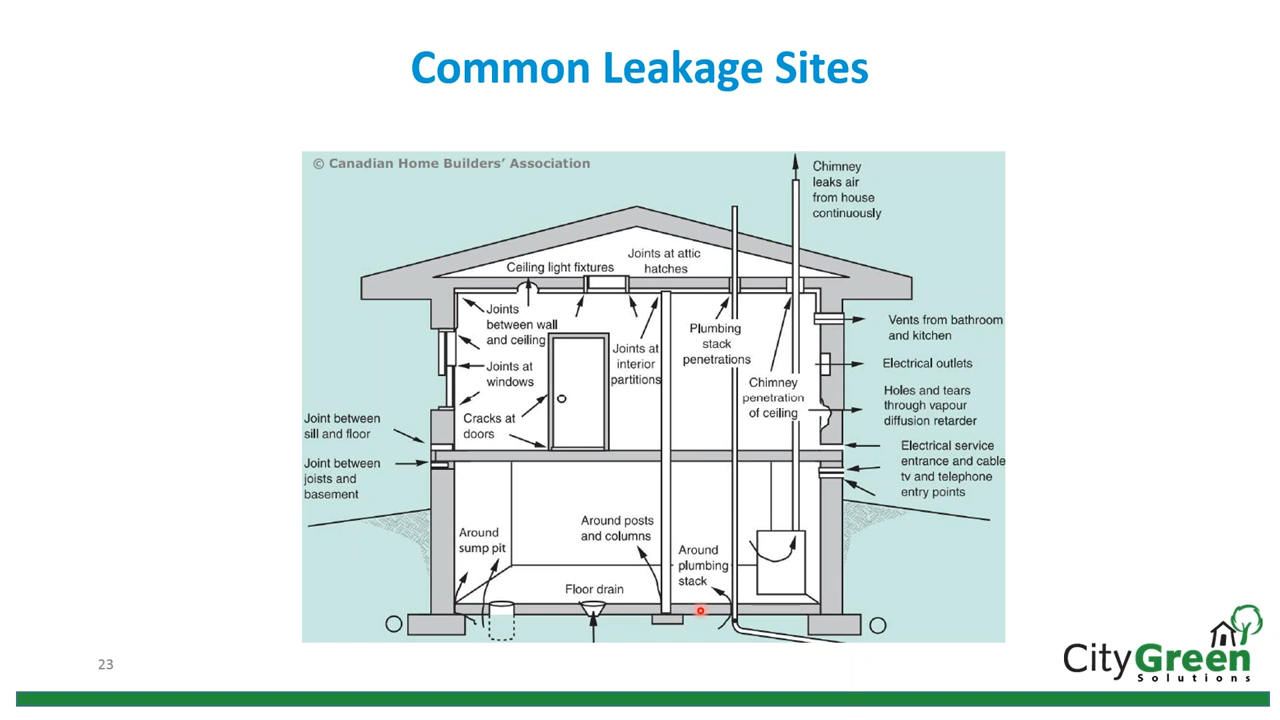 Common Leakage Sites
© Canadian Home Builders’ Association
Chimney
leaks air
from house
continuously
Joints at attic
hatches
Ceiling light fixtures
Joints
between wall
and ceiling
Plumbing
stack
penetrations
Vents from bathroom
and kitchen
Joints at
interior
partitions
Joints at
windows
Electrical outlets
Chimney
penetration
of ceiling
Holes and tears
through vapour
diffusion retarder
Cracks at
doors
Joint between
sill and floor
Electrical service
entrance and cable
tv and telephone
entry points
Joint between
joists and
basement
Around
sump pit
Around posts
and columns
Around
plumbing
stack
Floor drain
23
CityGreen
Solutions